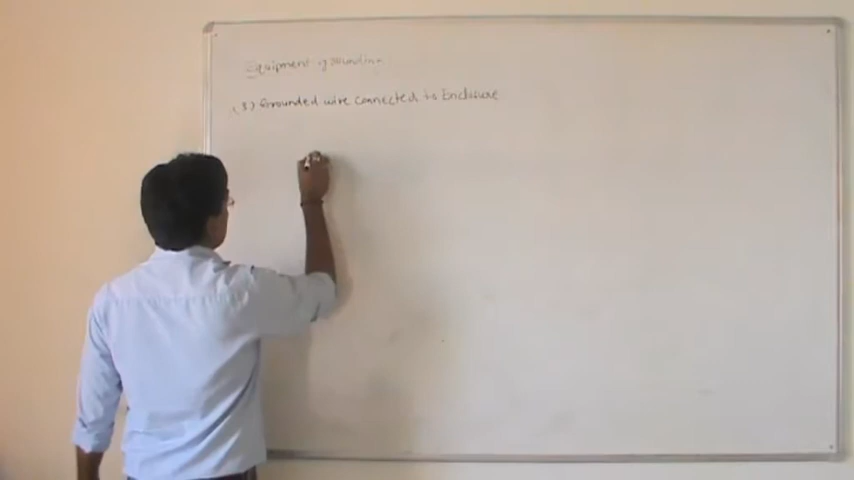 Equipment grounding
(3) Grounded wire connected to Enclosure